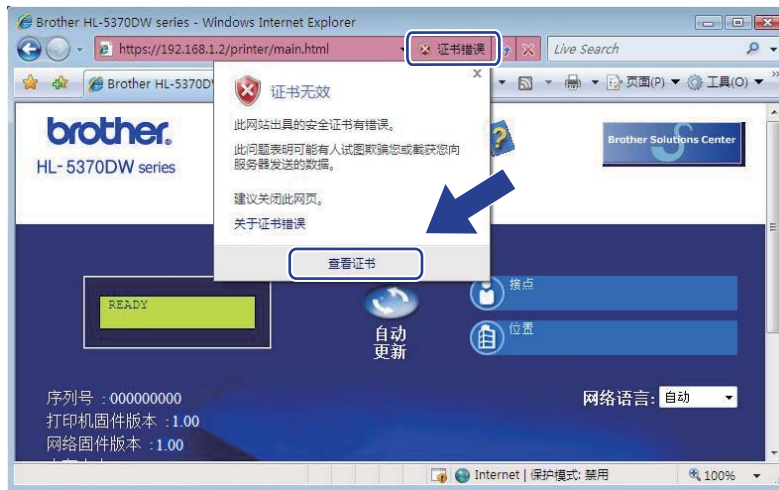 Brother HL-5370DW series - Windows Internet Explorer
https://192.168.1.2/printer/main.html
证书错误
Live Search
Brother HL-5370D
页面(P)
工具(O)
证书无效
此网站出具的安全证书有错误。
此问题表明可能有人试图欺骗您或截获您向
服务器发送的数据。
建议关闭此网页。
关于证书错误
查看证书
brother
HL-5370DW series
Brother Solutions Center
READY
自动
更新
接点
位置
序列号 :000000000
网络语言: 自动
打印机固件版本 :1.00
网络固件版本 :1.00
Internet | 保护模式: 禁用
100%